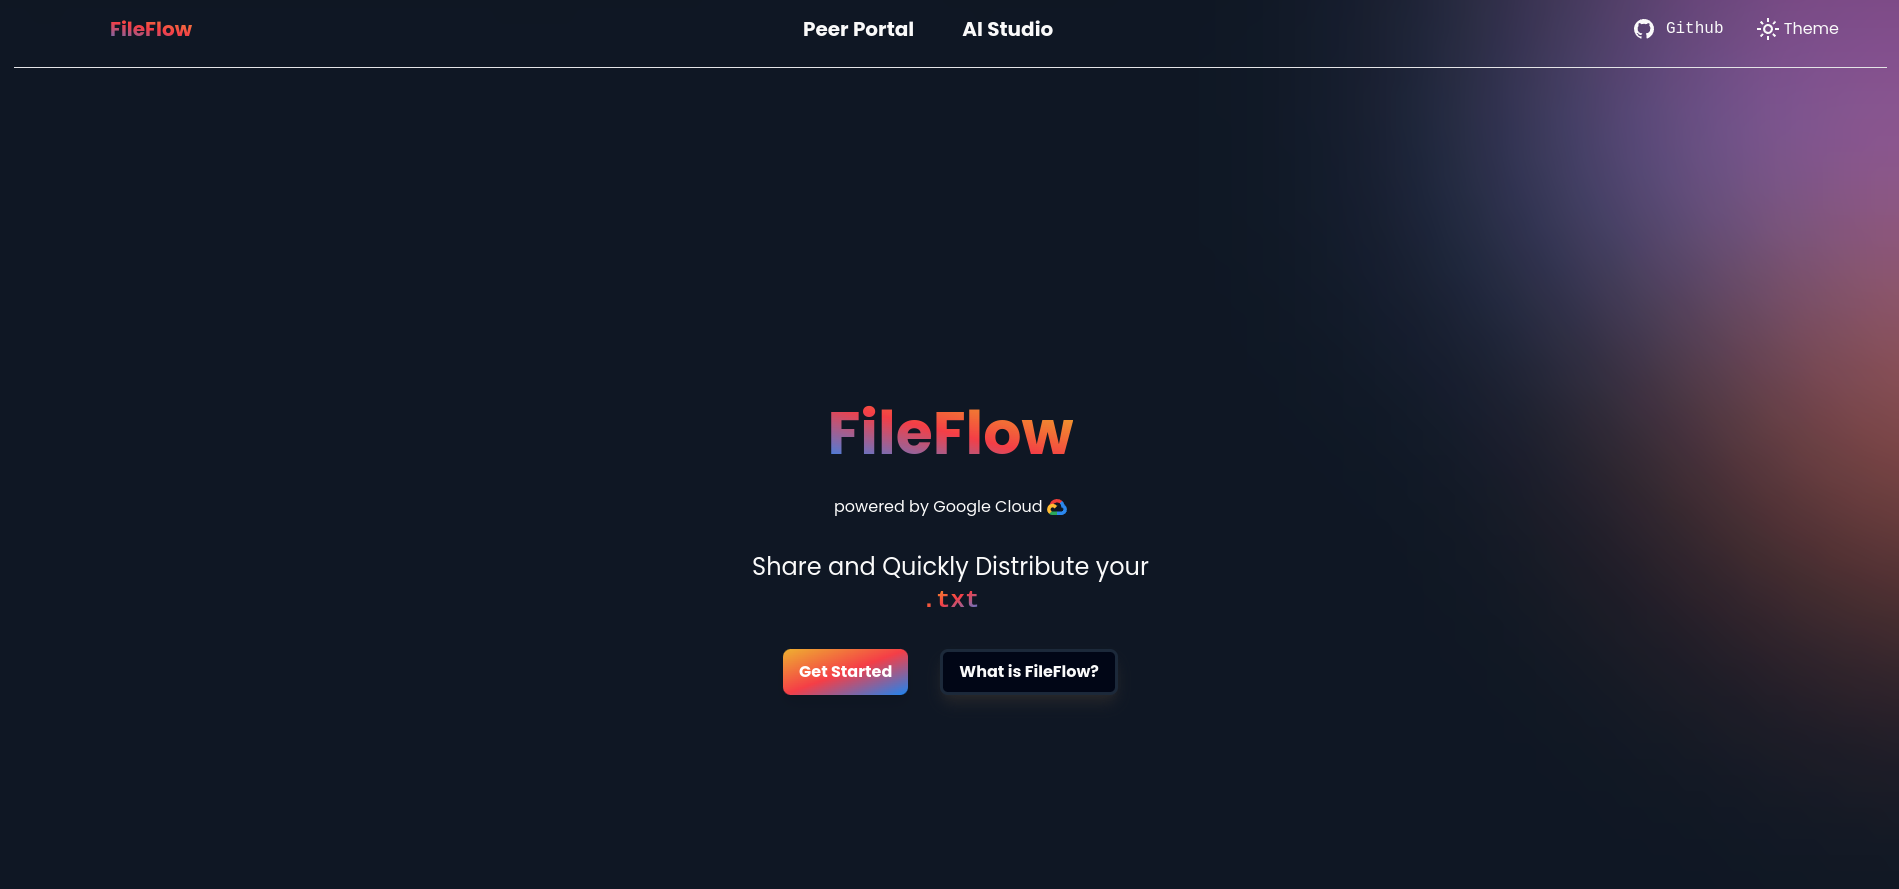 FileFlow
Peer Portal
AI Studio
Github
Theme
FileFlow
powered by Google Cloud
Share and Quickly Distribute your
.txt
Get Started
What is FileFlow?